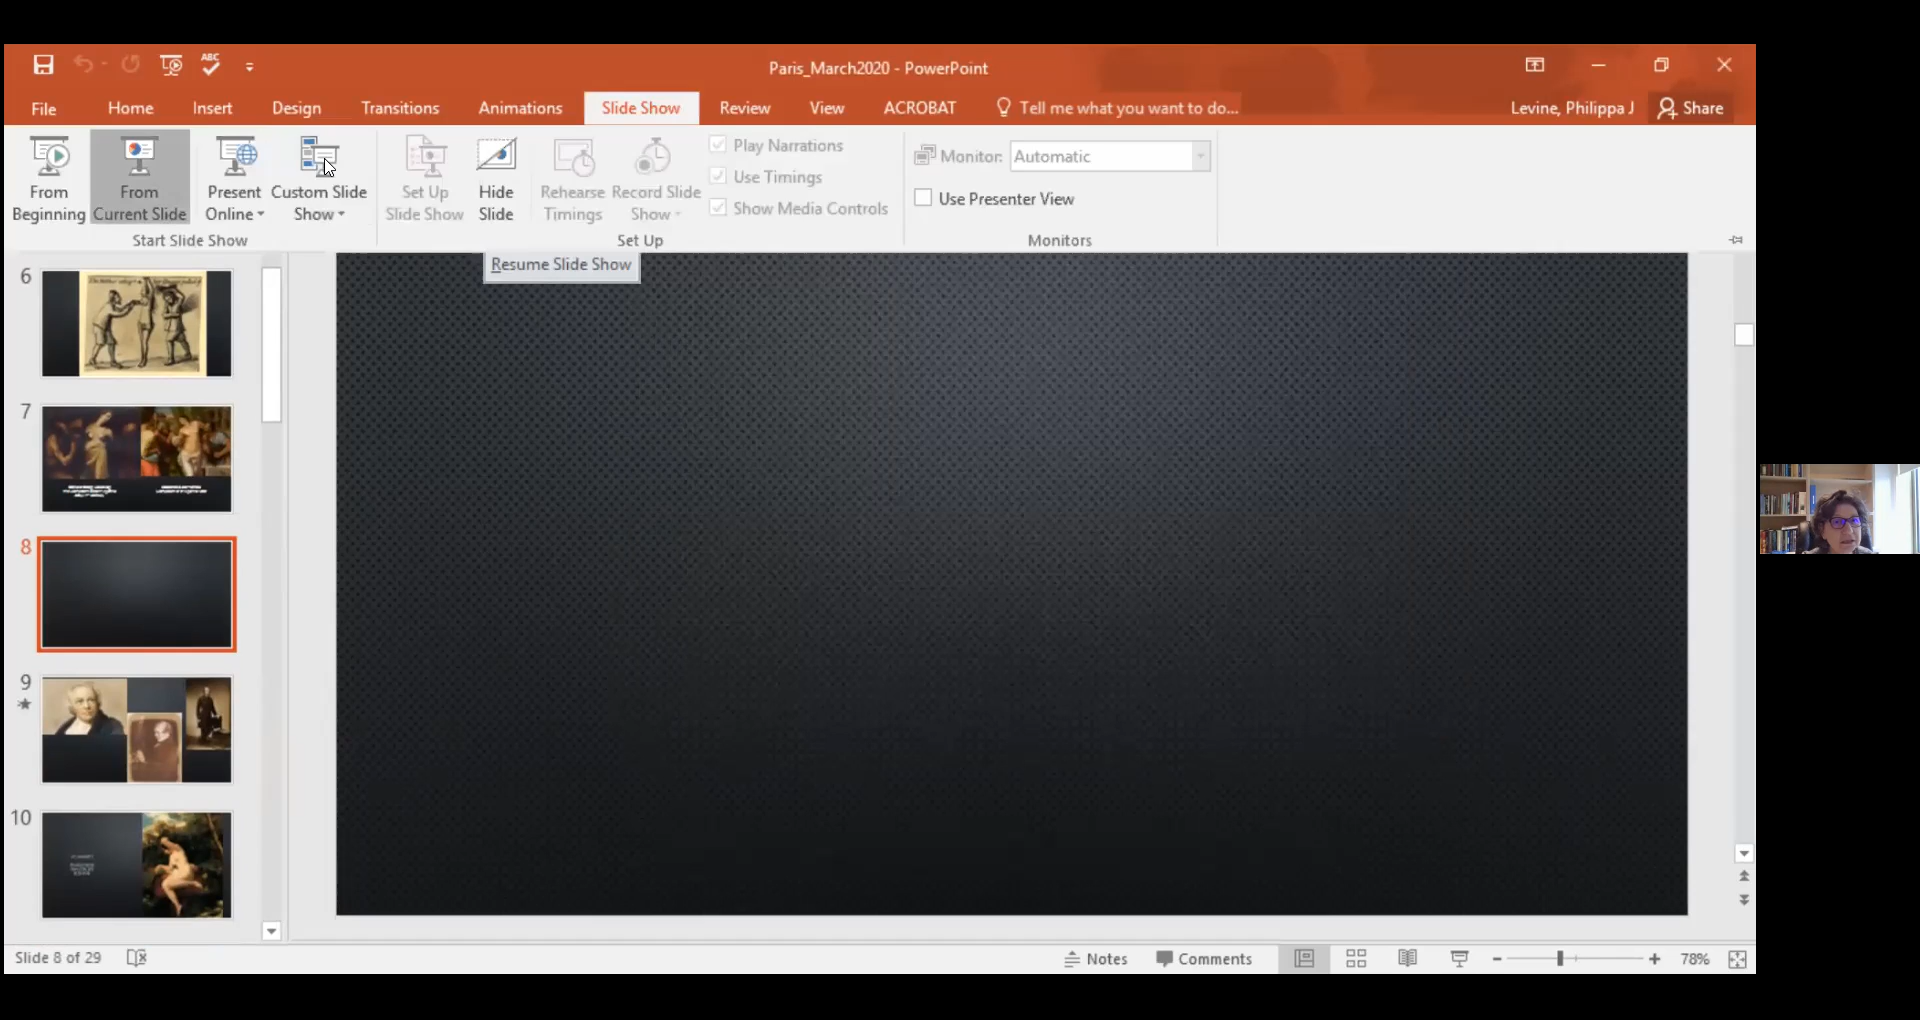 ABC
Paris_March2020 - PowerPoint
File Home Insert Design Transitions Animations Slide Show Review View ACROBAT Tell me what you want to do... Levine, Philippa J Share
From Beginning
From Current Slide
Present Online
Custom Slide Show
Set Up Slide Show
Hide Slide
Rehearse Timings
Record Slide Show
Play Narrations
Use Timings
Show Media Controls
Monitor: Automatic
Use Presenter View
Start Slide Show Set Up Monitors
Resume Slide Show
6
7
8
9
10
Slide 8 of 29 Notes Comments 78%